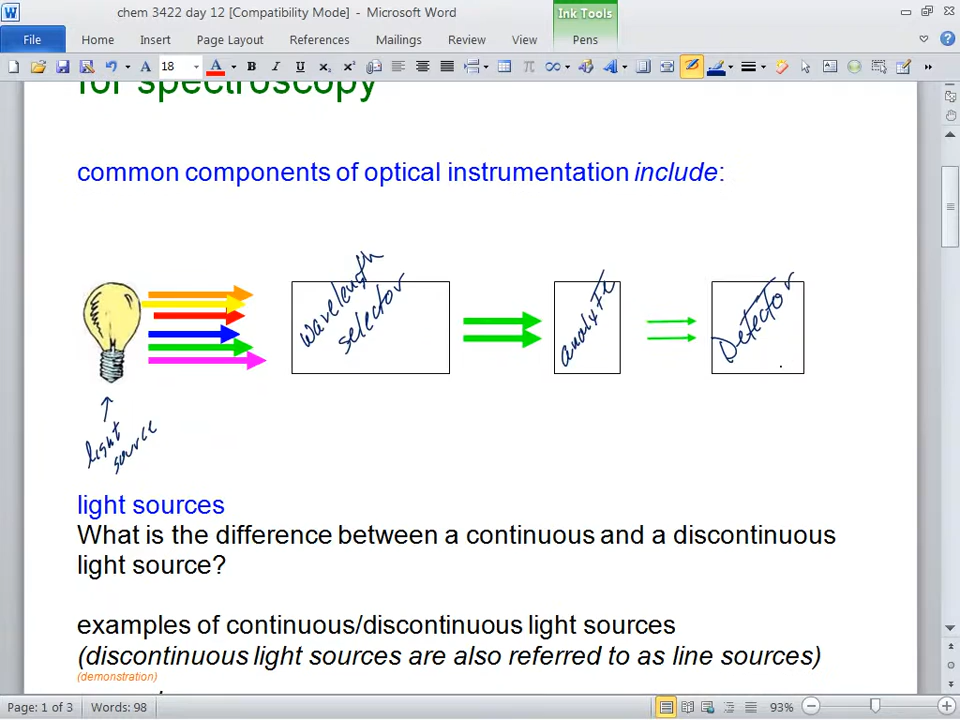 chem 3422 day 12 [Compatibility Mode] - Microsoft Word
Ink Tools
File Home Insert Page Layout References Mailings Review View Pens
18
for spectroscopy
common components of optical instrumentation include:
wavelength
selector
analyte
Detector
light
source
light sources
What is the difference between a continuous and a discontinuous
light source?
examples of continuous/discontinuous light sources
(discontinuous light sources are also referred to as line sources)
(demonstration)
Page: 1 of 3 Words: 98 93%